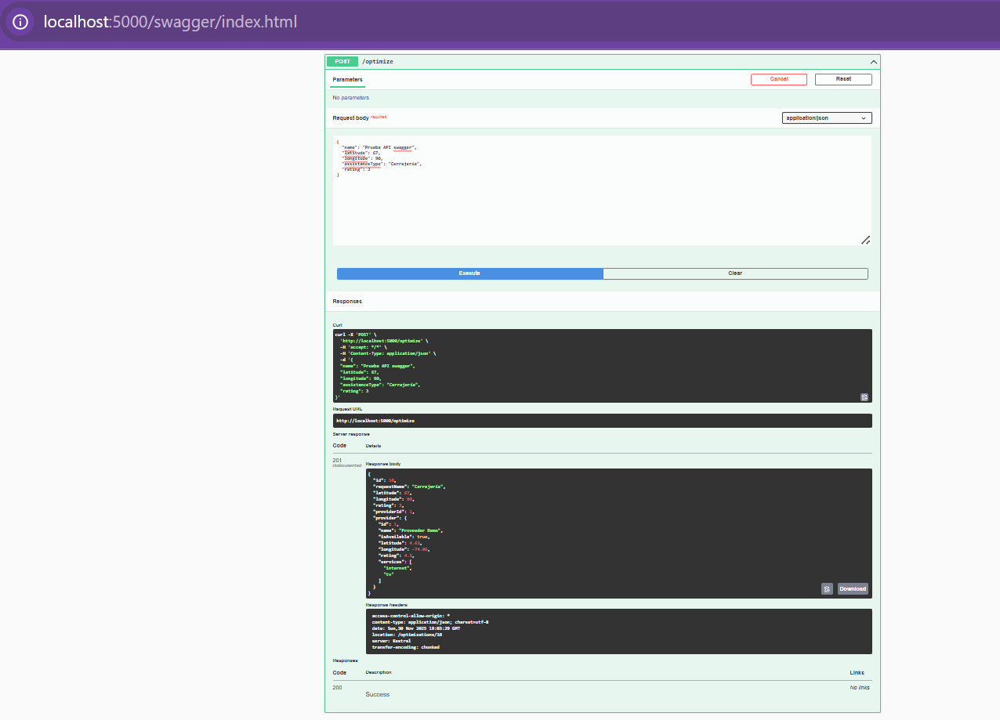 localhost:5000/swagger/index.html
POST /optimize
Parameters
Cancel
Reset
No parameters
Request body required
application/json
{
"name": "Prueba API swagger",
"latitude": 67,
"longitude": 90,
"assistanceType": "Cerrajería",
"rating": 3
}
Execute
Clear
Responses
Curl
curl -X 'POST' \
'http://localhost:5000/optimize' \
-H 'accept: */*' \
-H 'Content-Type: application/json' \
-d '{
"name": "Prueba API swagger",
"latitude": 67,
"longitude": 90,
"assistanceType": "Cerrajería",
"rating": 3
}'
Request URL
http://localhost:5000/optimize
Server response
Code
Details
201
Undocumented
Response body
{
"id": 10,
"requestName": "Cerrajería",
"latitude": 67,
"longitude": 90,
"rating": 3,
"providerId": 1,
"provider": {
"id": 1,
"name": "Proveedor Demo",
"isAvailable": true,
"latitude": 4.63,
"longitude": -74.06,
"rating": 4.5,
"services": [
"internet",
"tv"
]
}
}
Download
Response headers
access-control-allow-origin: *
content-type: application/json; charset=utf-8
date: Sun,30 Nov 2025 19:03:29 GMT
location: /optimizations/10
server: Kestrel
transfer-encoding: chunked
Responses
Code
Description
Links
200
Success
No links